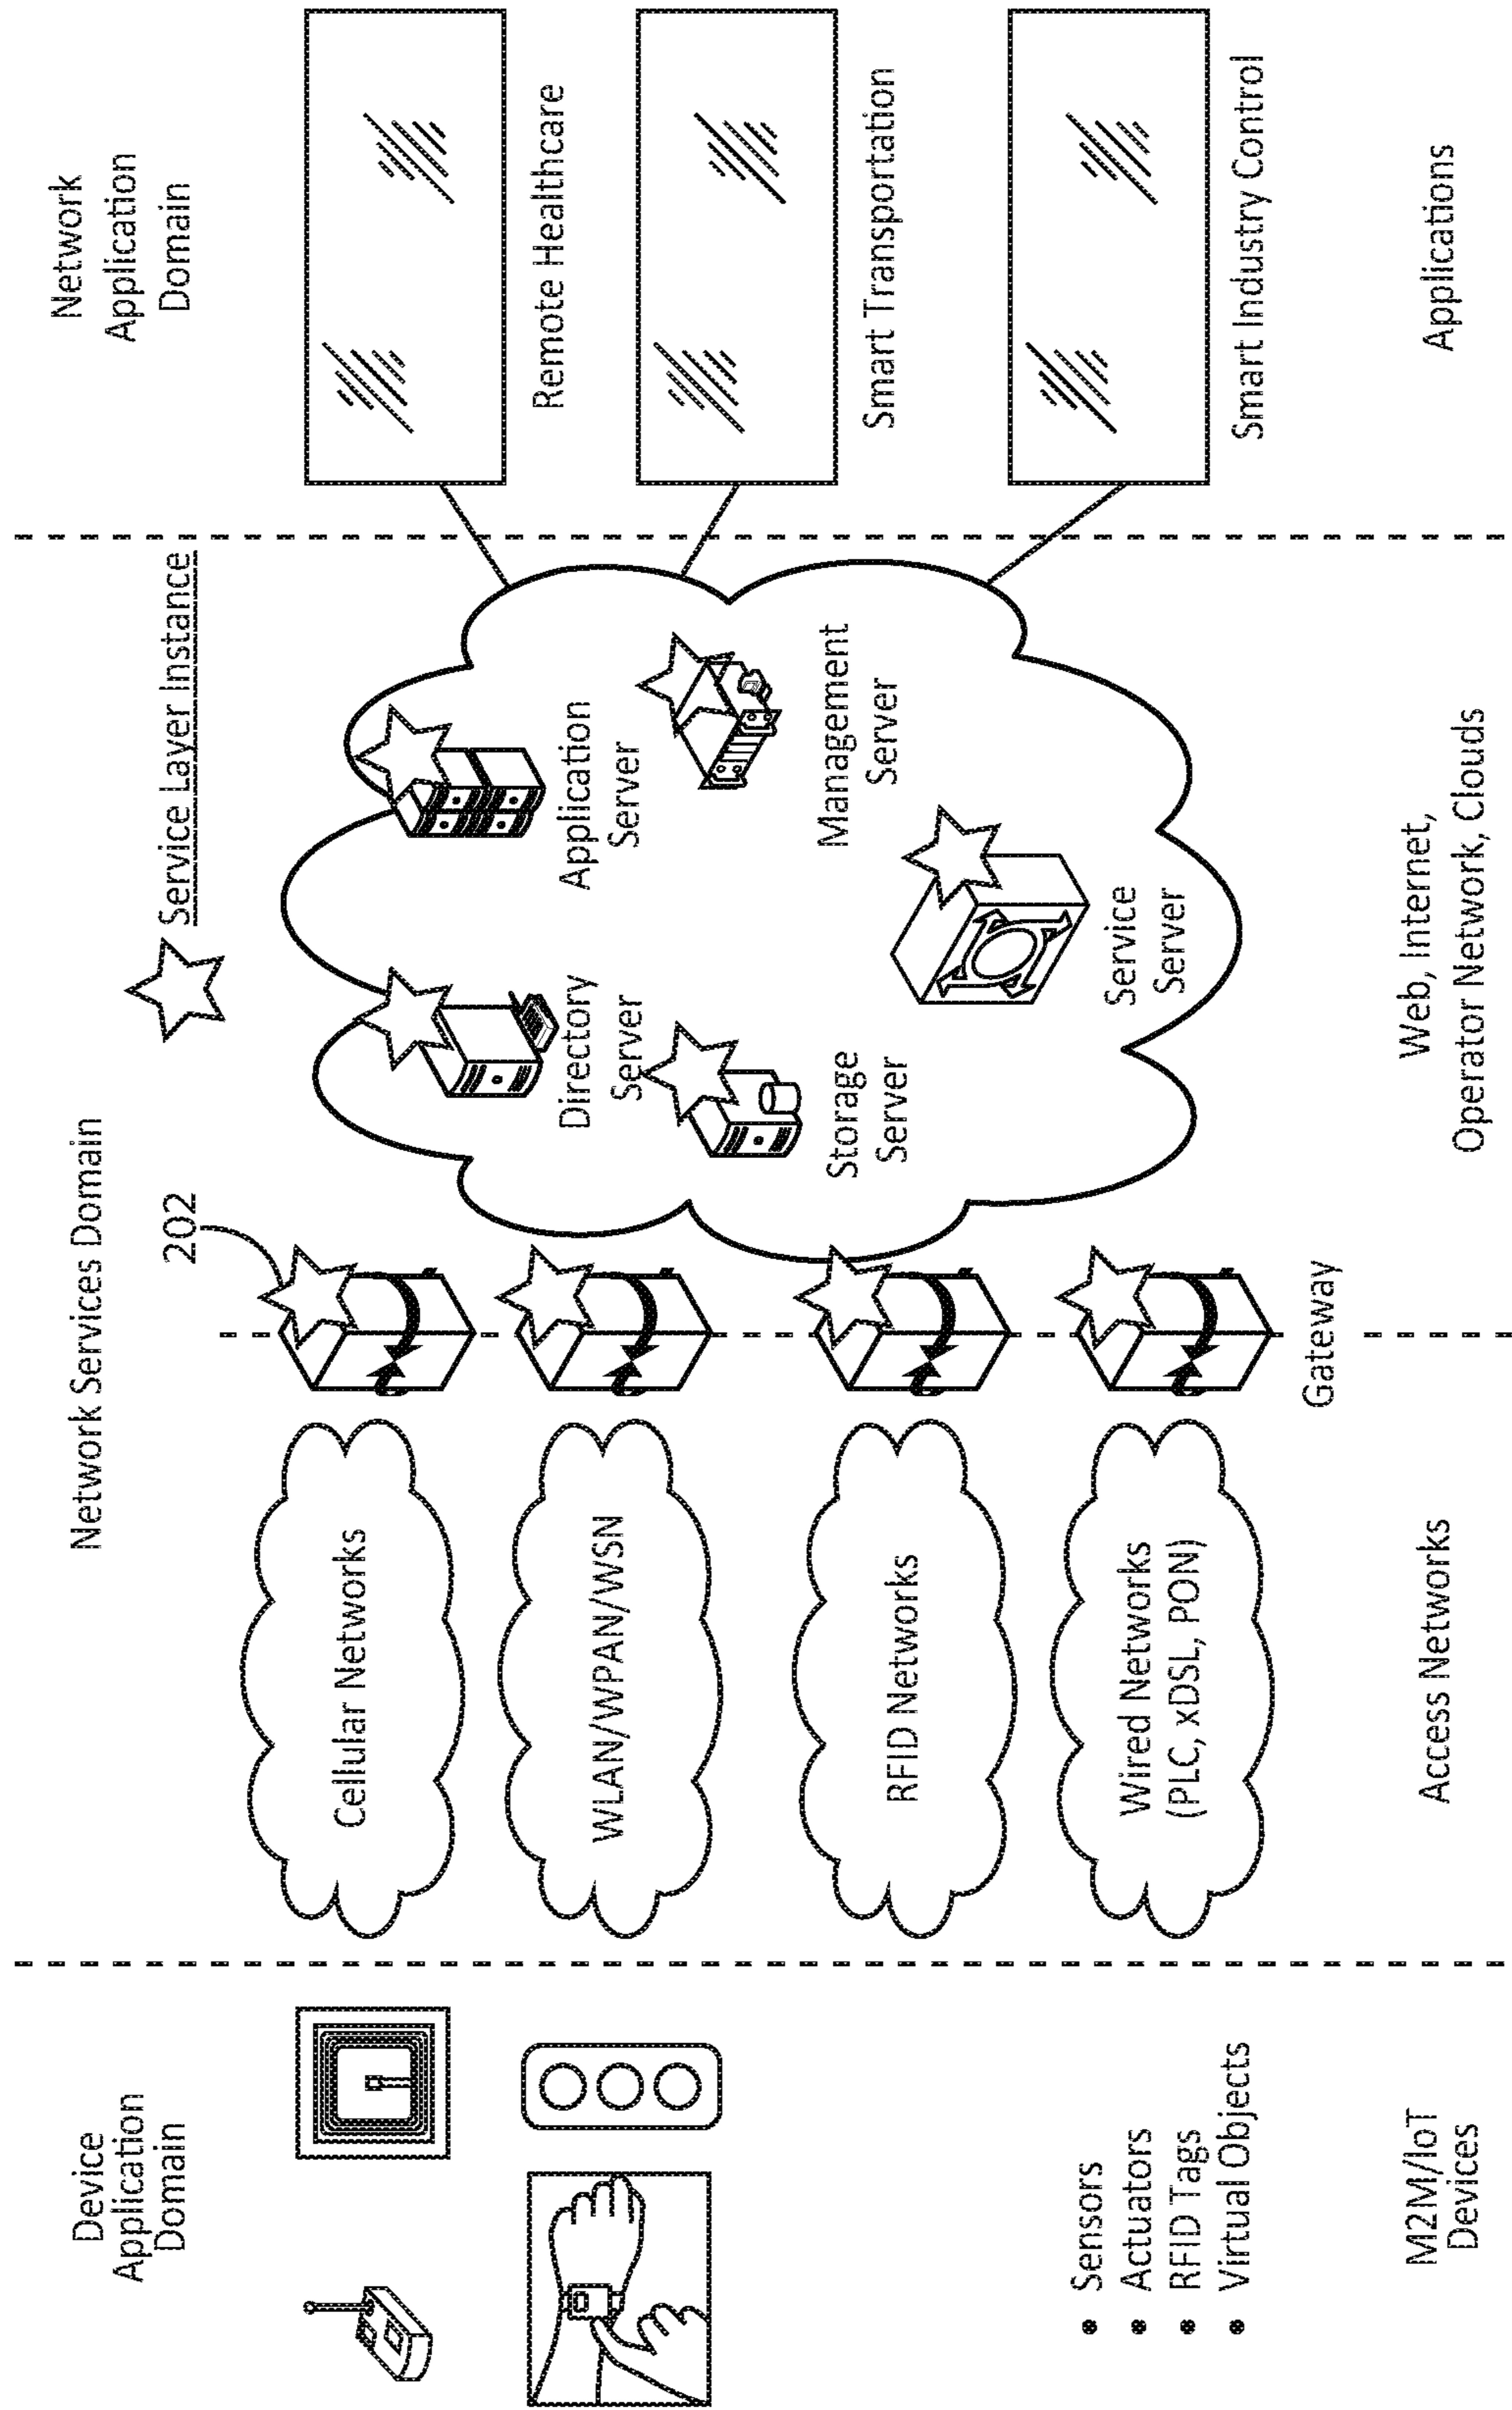 Device
Application
Domain
Network Services Domain
Network
Application
Domain
202
Service Layer Instance
Cellular Networks
WLAN/WPAN/WSN
RFID Networks
Wired Networks
(PLC, xDSL, PON)
Gateway
Directory
Server
Application
Server
Storage
Server
Management
Server
Service
Server
Remote Healthcare
Smart Transportation
Smart Industry Control
• Sensors
• Actuators
• RFID Tags
• Virtual Objects
M2M/IoT
Devices
Access Networks
Web, Internet,
Operator Network, Clouds
Applications